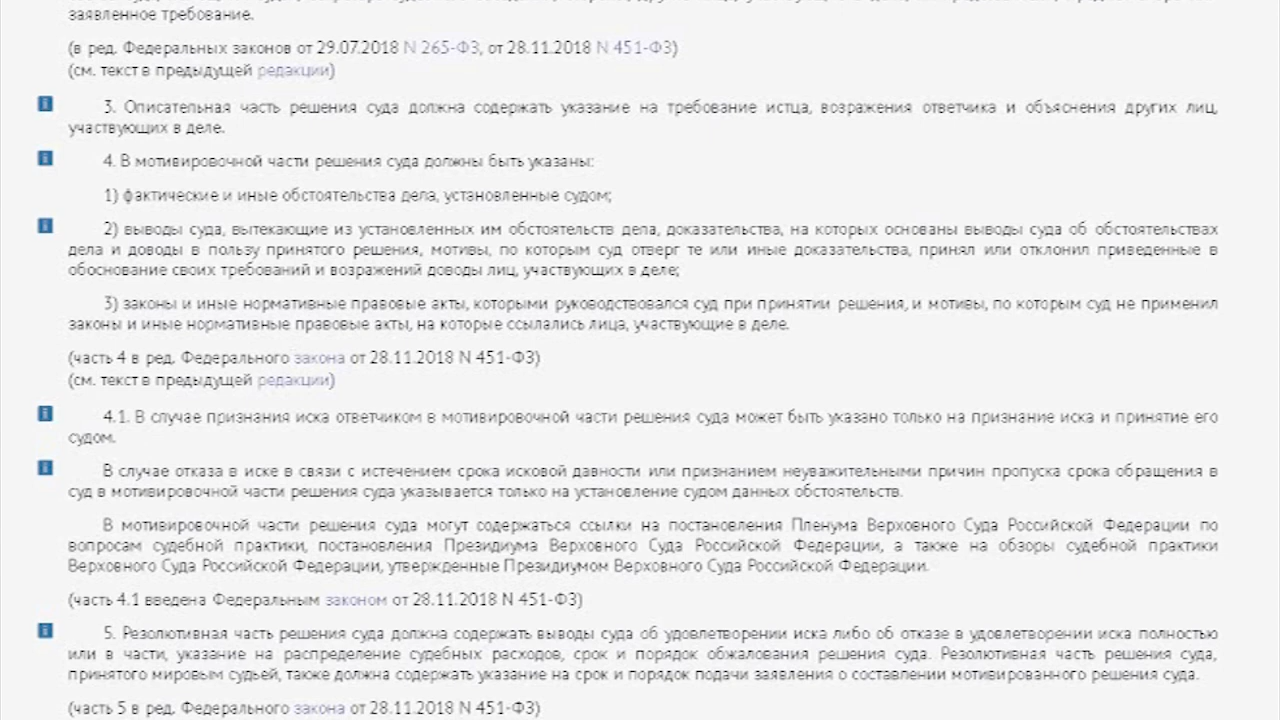 заявленное требование.
(в ред. Федеральных законов от 29.07.2018 N 265-ФЗ, от 28.11.2018 N 451-ФЗ)
(см. текст в предыдущей редакции)
3. Описательная часть решения суда должна содержать указание на требование истца, возражения ответчика и объяснения других лиц,
участвующих в деле.
4. В мотивировочной части решения суда должны быть указаны:
1) фактические и иные обстоятельства дела, установленные судом;
2) выводы суда, вытекающие из установленных им обстоятельств дела, доказательства, на которых основаны выводы суда об обстоятельствах
дела и доводы в пользу принятого решения, мотивы, по которым суд отверг те или иные доказательства, принял или отклонил приведенные в
обоснование своих требований и возражений доводы лиц, участвующих в деле;
3) законы и иные нормативные правовые акты, которыми руководствовался суд при принятии решения, и мотивы, по которым суд не применил
законы и иные нормативные правовые акты, на которые ссылались лица, участвующие в деле.
(часть 4 в ред. Федерального закона от 28.11.2018 N 451-ФЗ)
(см. текст в предыдущей редакции)
4.1. В случае признания иска ответчиком в мотивировочной части решения суда может быть указано только на признание иска и принятие его
судом.
В случае отказа в иске в связи с истечением срока исковой давности или признанием неуважительными причин пропуска срока обращения в
суд в мотивировочной части решения суда указывается только на установление судом данных обстоятельств.
В мотивировочной части решения суда могут содержаться ссылки на постановления Пленума Верховного Суда Российской Федерации по
вопросам судебной практики, постановления Президиума Верховного Суда Российской Федерации, а также на обзоры судебной практики
Верховного Суда Российской Федерации, утвержденные Президиумом Верховного Суда Российской Федерации.
(часть 4.1 введена Федеральным законом от 28.11.2018 N 451-ФЗ)
5. Резолютивная часть решения суда должна содержать выводы суда об удовлетворении иска либо об отказе в удовлетворении иска полностью
или в части, указание на распределение судебных расходов, срок и порядок обжалования решения суда. Резолютивная часть решения суда,
принятого мировым судьей, также должна содержать указание на срок и порядок подачи заявления о составлении мотивированного решения суда.
(часть 5 в ред. Федерального закона от 28.11.2018 N 451-ФЗ)